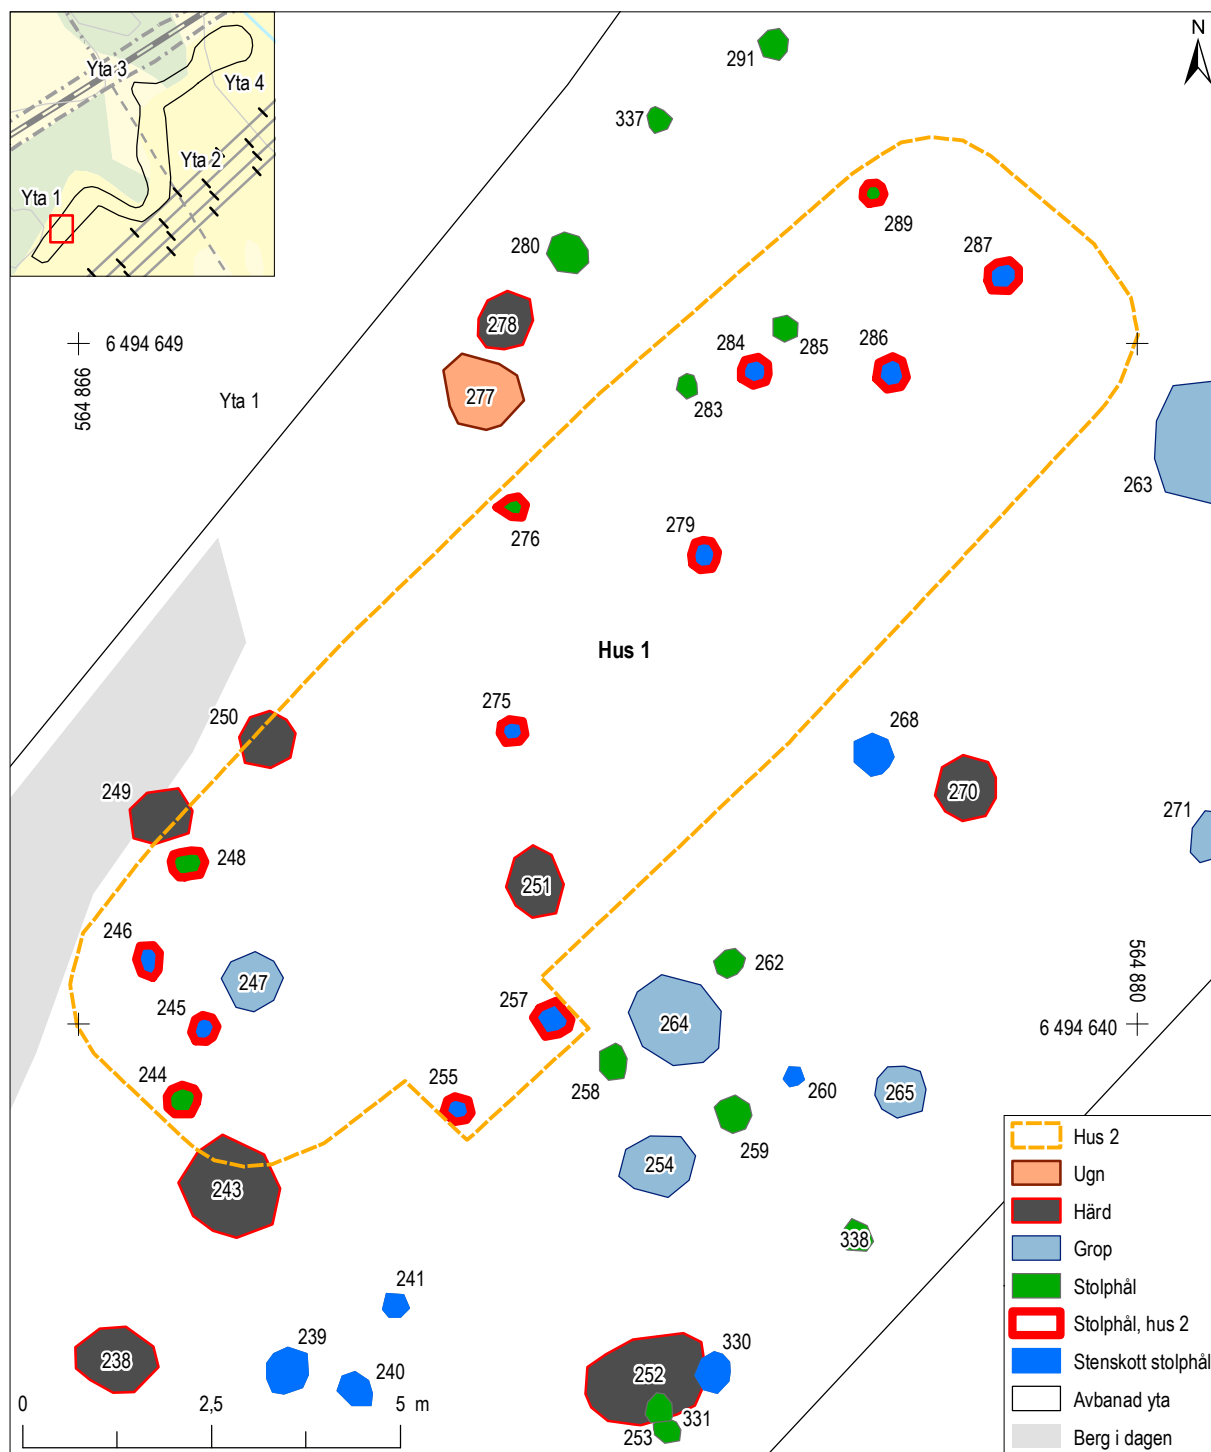 Yta 3
Yta 4
Yta 2
Yta 1
N
291
337
289
280
287
278
285
284
286
6 494 649
564 866
Yta 1
277
283
263
276
279
Hus 1
275
250
268
249
270
271
248
251
246
262
247
257
564 880
245
264
6 494 640
244
255
258
260
265
259
254
243
338
241
239
330
238
240
252
331
253
0 2,5 5 m
Hus 2
Ugn
Härd
Grop
Stolphål
Stolphål, hus 2
Stenskott stolphål
Avbanad yta
Berg i dagen